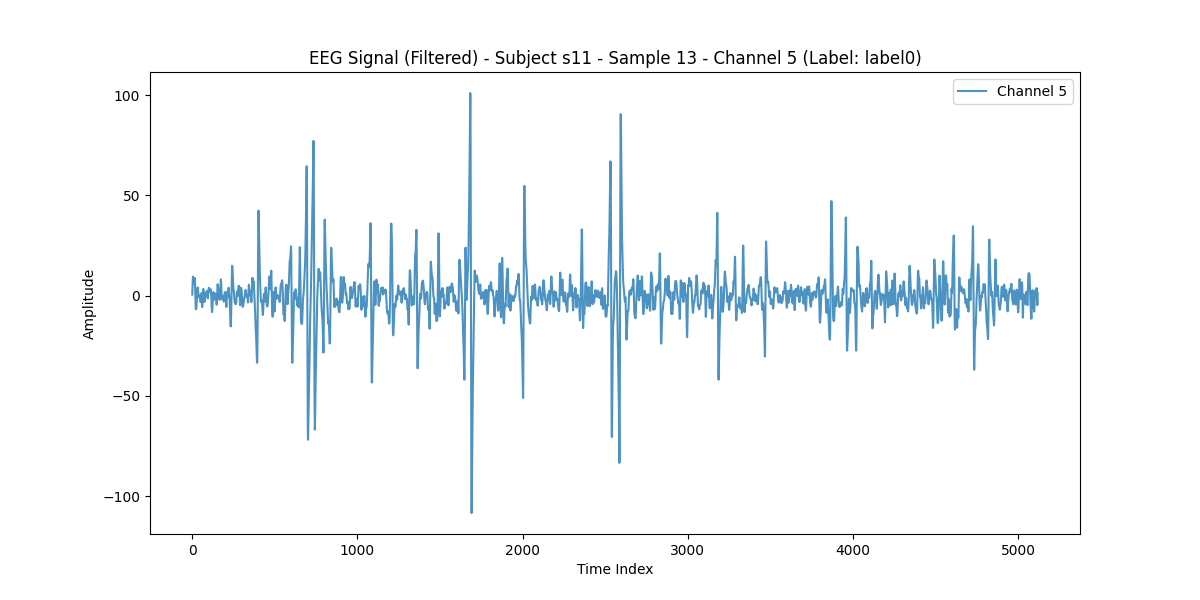 EEG Signal (Filtered) - Subject s11 - Sample 13 - Channel 5 (Label: label0)
Channel 5
100
50
0
−50
−100
Amplitude
0 1000 2000 3000 4000 5000
Time Index